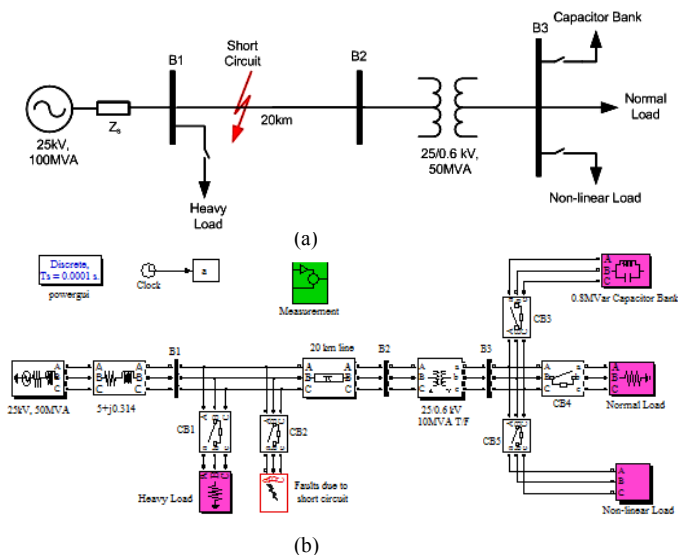 Capacitor Bank
B3
Short
Circuit
B1
B2
20km
Normal
Load
Zs
25kV,
100MVA
25/0.6 kV,
50MVA
Heavy
Load
Non-linear Load
(a)
Discrete,
Ts = 0.0001 s.
powergui
Clock
a
Measurement
A
B
C
0.8MVar Capacitor Bank
CB3
B1
20 km line
B2
B3
A
B
C
A
B
C
A
B
C
A
B
C
25kV, 50MVA
5+j0.314
25/0.6 kV
10MVA T/F
CB4
Normal Load
CB1
CB2
CB5
Heavy Load
Faults due to
short circuit
A
B
C
Non-linear Load
(b)